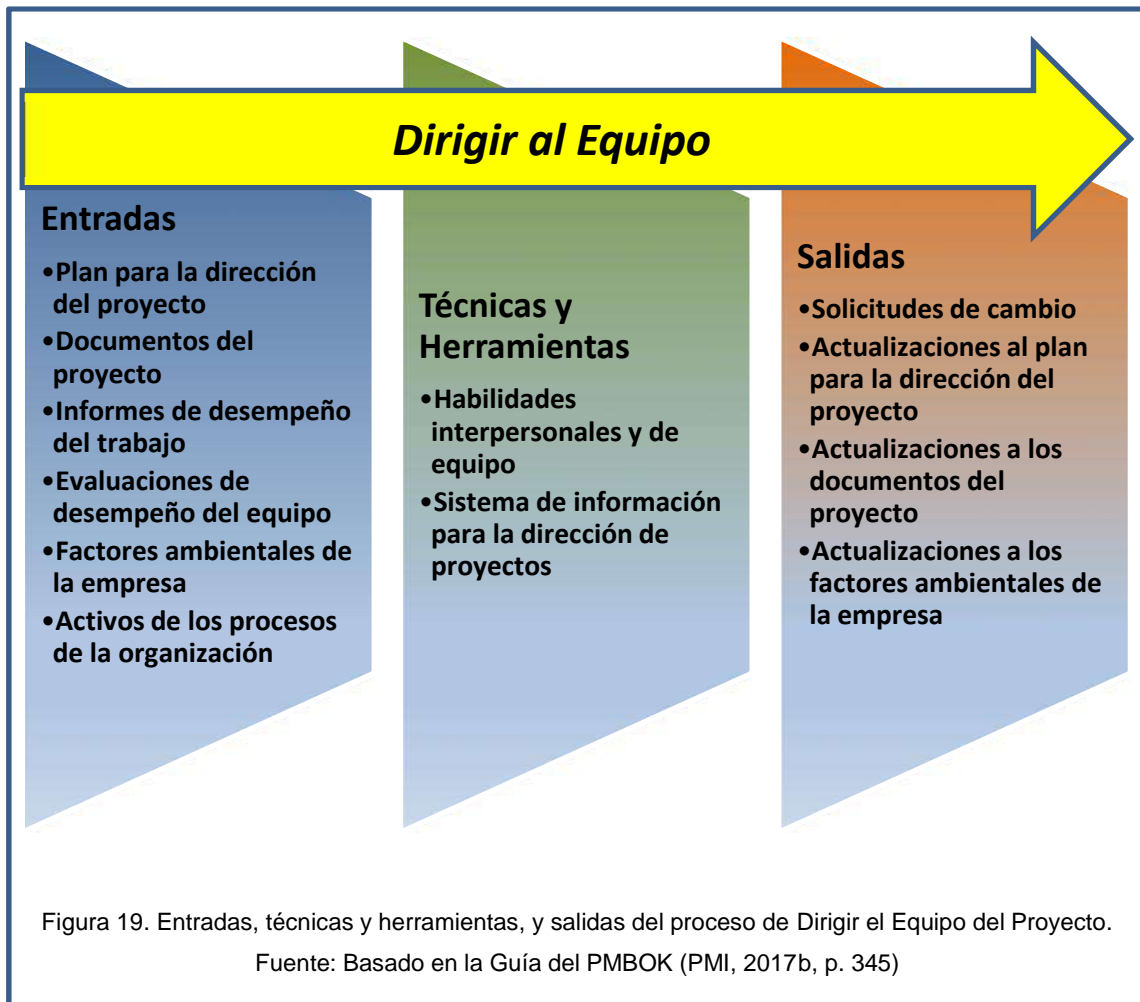 Dirigir al Equipo
Entradas
•Plan para la dirección
del proyecto
•Documentos del
proyecto
•Informes de desempeño
del trabajo
•Evaluaciones de
desempeño del equipo
•Factores ambientales de
la empresa
•Activos de los procesos
de la organización
Técnicas y
Herramientas
•Habilidades
interpersonales y de
equipo
•Sistema de información
para la dirección de
proyectos
Salidas
•Solicitudes de cambio
•Actualizaciones al plan
para la dirección del
proyecto
•Actualizaciones a los
documentos del
proyecto
•Actualizaciones a los
factores ambientales de
la empresa
Figura 19. Entradas, técnicas y herramientas, y salidas del proceso de Dirigir el Equipo del Proyecto.
Fuente: Basado en la Guía del PMBOK (PMI, 2017b, p. 345)